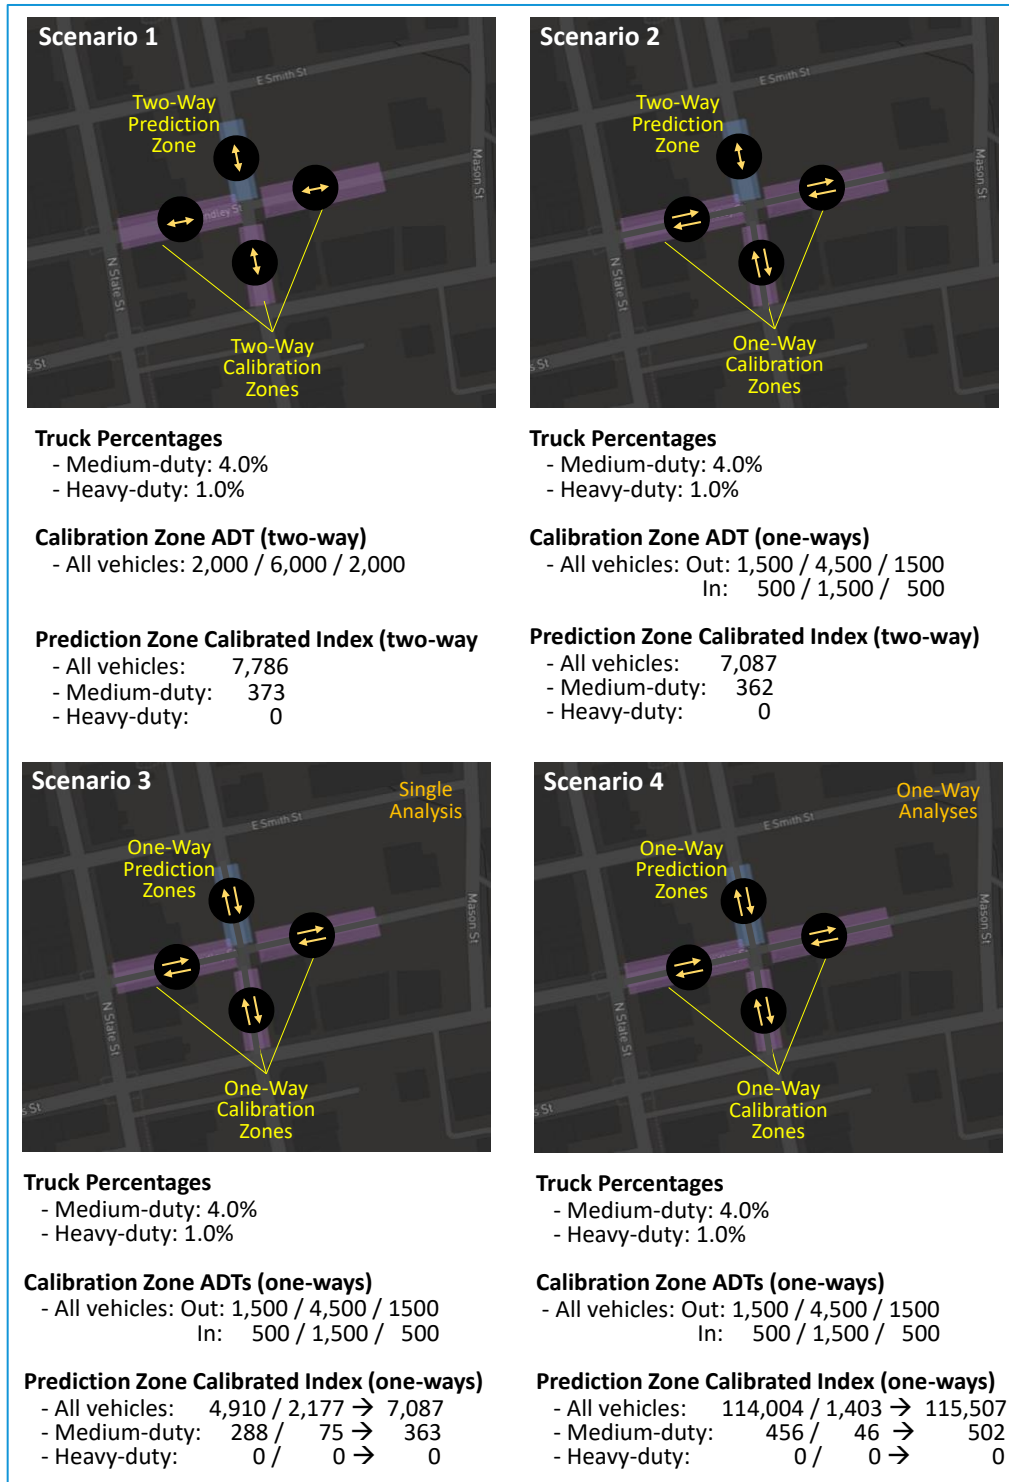 Scenario 1
E Smith St
Two-Way
Prediction
Zone
Mason St
ndley St
N State St
s St
Two-Way
Calibration
Zones
Truck Percentages
- Medium-duty: 4.0%
- Heavy-duty: 1.0%
Calibration Zone ADT (two-way)
- All vehicles: 2,000 / 6,000 / 2,000
Prediction Zone Calibrated Index (two-way
- All vehicles: 7,786
- Medium-duty: 373
- Heavy-duty: 0
Scenario 2
E Smith St
Two-Way
Prediction
Zone
Mason St
N State St
s St
One-Way
Calibration
Zones
Truck Percentages
- Medium-duty: 4.0%
- Heavy-duty: 1.0%
Calibration Zone ADT (one-ways)
- All vehicles: Out: 1,500 / 4,500 / 1500
In: 500 / 1,500 / 500
Prediction Zone Calibrated Index (two-way)
- All vehicles: 7,087
- Medium-duty: 362
- Heavy-duty: 0
Scenario 3
Single
Analysis
E Smith St
One-Way
Prediction
Zones
Mason St
N State St
s St
One-Way
Calibration
Zones
Truck Percentages
- Medium-duty: 4.0%
- Heavy-duty: 1.0%
Calibration Zone ADTs (one-ways)
- All vehicles: Out: 1,500 / 4,500 / 1500
In: 500 / 1,500 / 500
Prediction Zone Calibrated Index (one-ways)
- All vehicles: 4,910 / 2,177 → 7,087
- Medium-duty: 288 / 75 → 363
- Heavy-duty: 0 / 0 → 0
Scenario 4
One-Way
Analyses
E Smith St
One-Way
Prediction
Zones
Mason St
N State St
s St
One-Way
Calibration
Zones
Truck Percentages
- Medium-duty: 4.0%
- Heavy-duty: 1.0%
Calibration Zone ADTs (one-ways)
- All vehicles: Out: 1,500 / 4,500 / 1500
In: 500 / 1,500 / 500
Prediction Zone Calibrated Index (one-ways)
- All vehicles: 114,004 / 1,403 → 115,507
- Medium-duty: 456 / 46 → 502
- Heavy-duty: 0 / 0 → 0